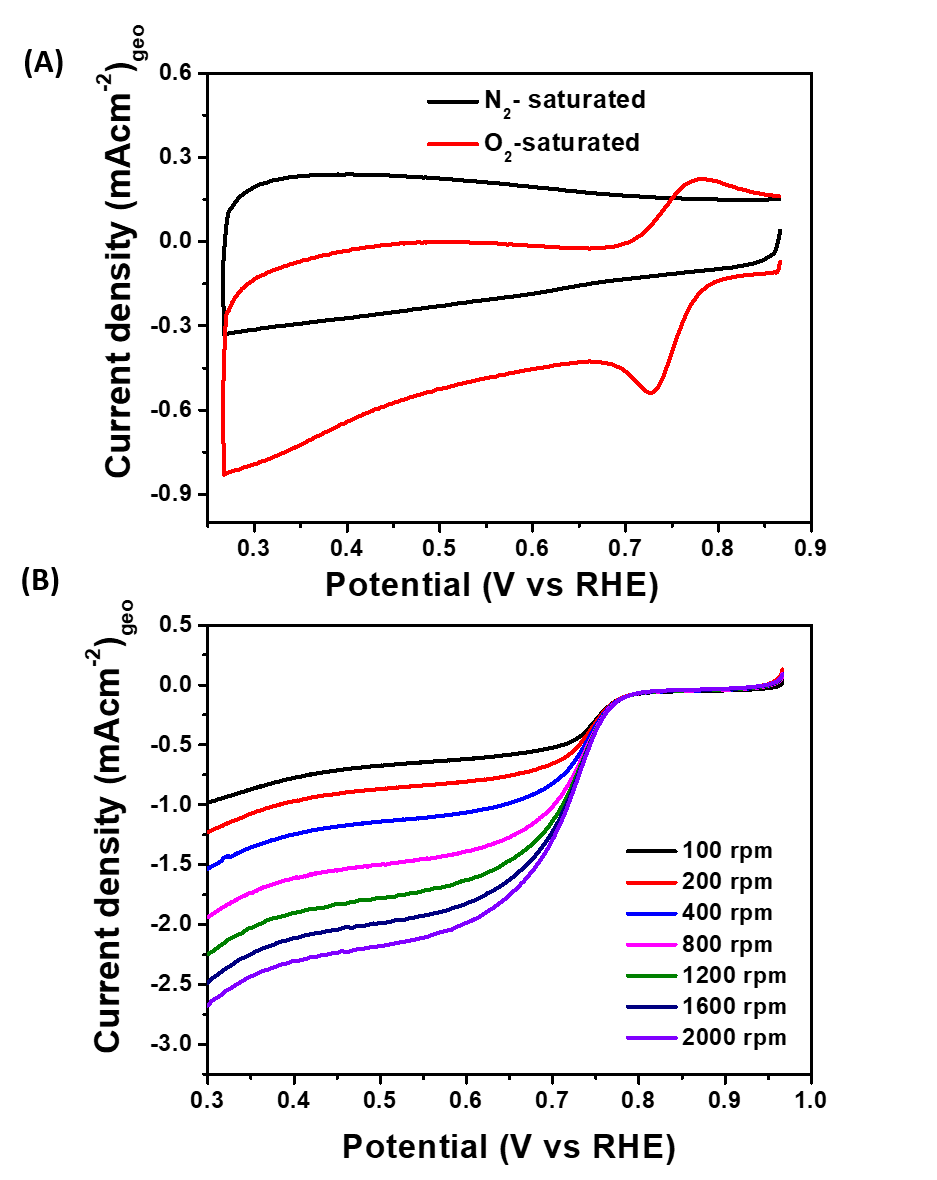 (A)
Current density (mAcm-2)geo
0.6
0.3
0.0
-0.3
-0.6
-0.9
N2- saturated
O2-saturated
0.3 0.4 0.5 0.6 0.7 0.8 0.9
Potential (V vs RHE)
(B)
Current density (mAcm-2)geo
0.5
0.0
-0.5
-1.0
-1.5
-2.0
-2.5
-3.0
100 rpm
200 rpm
400 rpm
800 rpm
1200 rpm
1600 rpm
2000 rpm
0.3 0.4 0.5 0.6 0.7 0.8 0.9 1.0
Potential (V vs RHE)